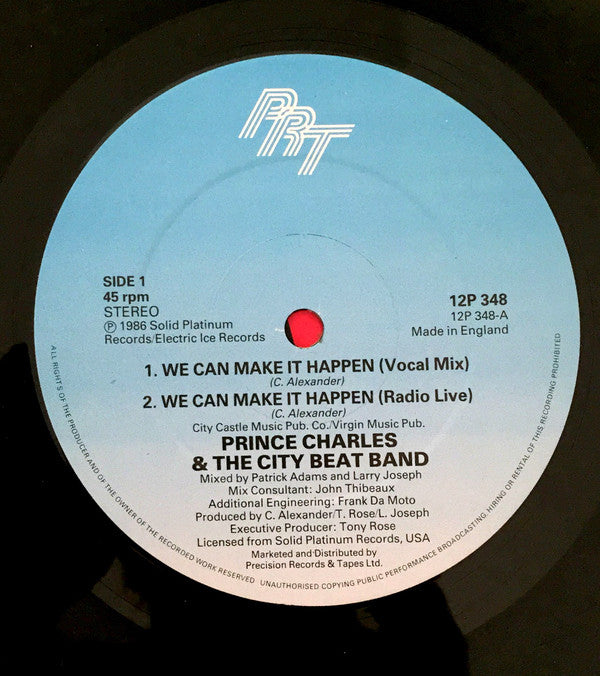 PRT
SIDE 1
45 rpm
STEREO
℗ 1986 Solid Platinum
Records/Electric Ice Records
12P 348
12P 348-A
Made in England
1. WE CAN MAKE IT HAPPEN (Vocal Mix)
(C. Alexander)
2. WE CAN MAKE IT HAPPEN (Radio Live)
(C. Alexander)
City Castle Music Pub. Co./Virgin Music Pub.
PRINCE CHARLES
& THE CITY BEAT BAND
Mixed by Patrick Adams and Larry Joseph
Mix Consultant: John Thibeaux
Additional Engineering: Frank Da Moto
Produced by C. Alexander/T. Rose/L. Joseph
Executive Producer: Tony Rose
Licensed from Solid Platinum Records, USA
Marketed and Distributed by
Precision Records & Tapes Ltd.
ALL RIGHTS OF THE PRODUCER AND OF THE OWNER OF THE RECORDED WORK RESERVED UNAUTHORISED COPYING PUBLIC PERFORMANCE BROADCASTING, HIRING OR RENTAL OF THIS RECORDING PROHIBITED